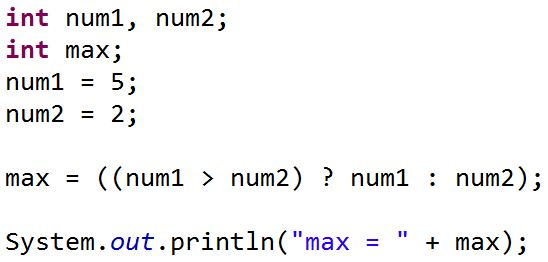 int num1, num2;
int max;
num1 = 5;
num2 = 2;
max = ((num1 > num2) ? num1 : num2);
System.out.println("max = " + max);